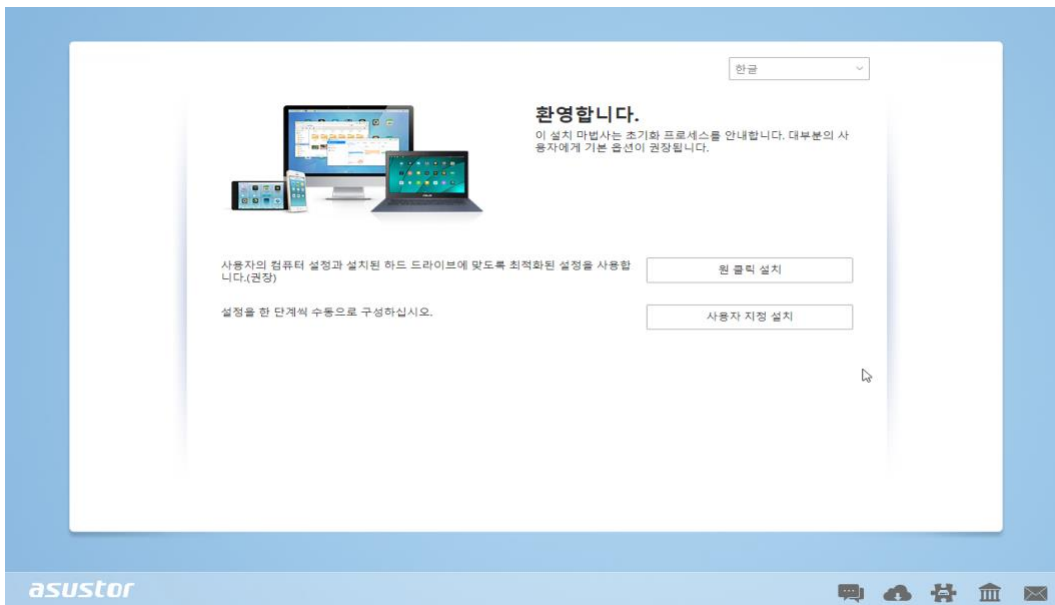 한글
환영합니다.
이 설치 마법사는 초기화 프로세스를 안내합니다. 대부분의 사
용자에게 기본 옵션이 권장됩니다.
사용자의 컴퓨터 설정과 설치된 하드 드라이브에 맞도록 최적화된 설정을 사용합
니다.(권장)
원 클릭 설치
설정을 한 단계씩 수동으로 구성하십시오.
사용자 지정 설치
asustor